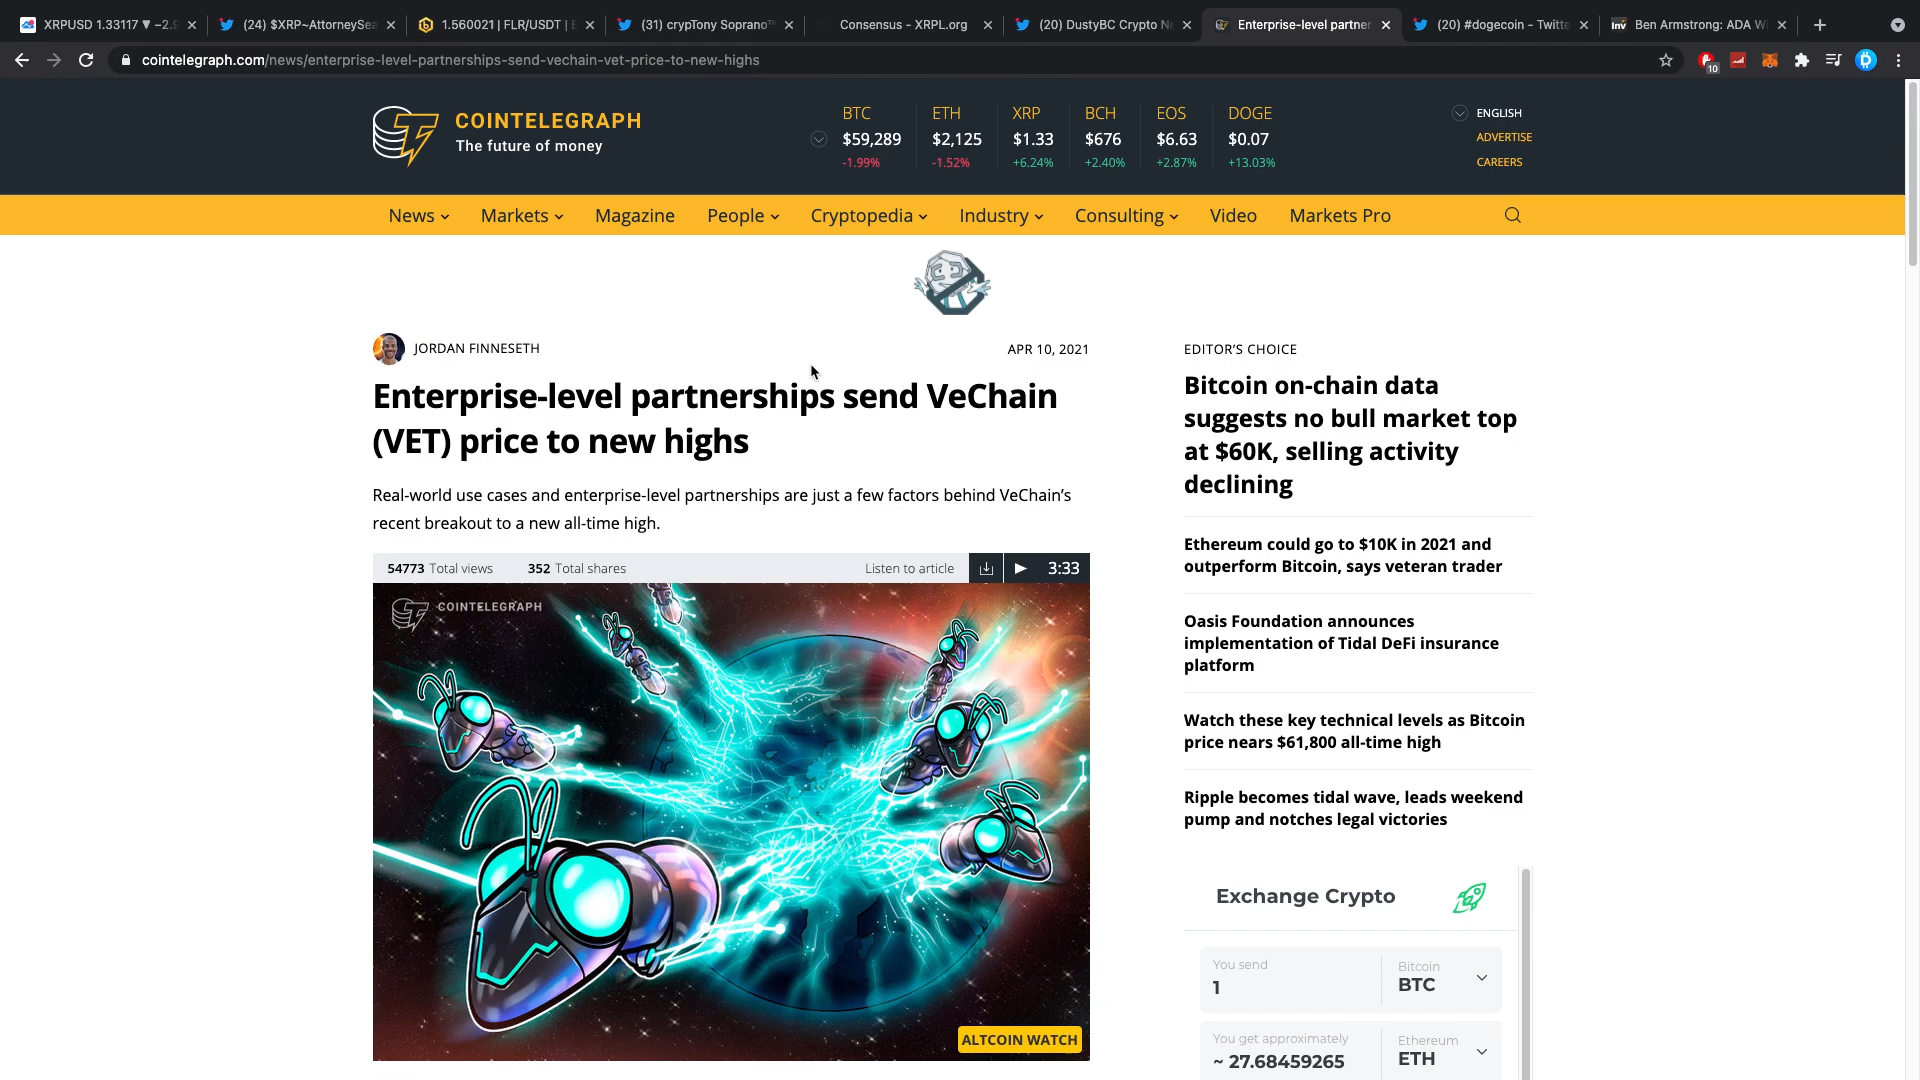 XRPUSD 1.33117 ▼ −2.9
(24) $XRP~AttorneySea
1.560021 | FLR/USDT |
(31) crypTony Soprano™
Consensus - XRPL.org
(20) DustyBC Crypto Ne
Enterprise-level partner
(20) #dogecoin - Twitte
Ben Armstrong: ADA Wi
cointelegraph.com/news/enterprise-level-partnerships-send-vechain-vet-price-to-new-highs
10
COINTELEGRAPH
The future of money
BTC
$59,289
-1.99%
ETH
$2,125
-1.52%
XRP
$1.33
+6.24%
BCH
$676
+2.40%
EOS
$6.63
+2.87%
DOGE
$0.07
+13.03%
ENGLISH
ADVERTISE
CAREERS
News
Markets
Magazine
People
Cryptopedia
Industry
Consulting
Video
Markets Pro
JORDAN FINNESETH
APR 10, 2021
Enterprise-level partnerships send VeChain
(VET) price to new highs
Real-world use cases and enterprise-level partnerships are just a few factors behind VeChain’s
recent breakout to a new all-time high.
54773 Total views
352 Total shares
Listen to article
3:33
COINTELEGRAPH
ALTCOIN WATCH
EDITOR’S CHOICE
Bitcoin on-chain data
suggests no bull market top
at $60K, selling activity
declining
Ethereum could go to $10K in 2021 and
outperform Bitcoin, says veteran trader
Oasis Foundation announces
implementation of Tidal DeFi insurance
platform
Watch these key technical levels as Bitcoin
price nears $61,800 all-time high
Ripple becomes tidal wave, leads weekend
pump and notches legal victories
Exchange Crypto
You send
1
Bitcoin
BTC
You get approximately
~ 27.68459265
Ethereum
ETH